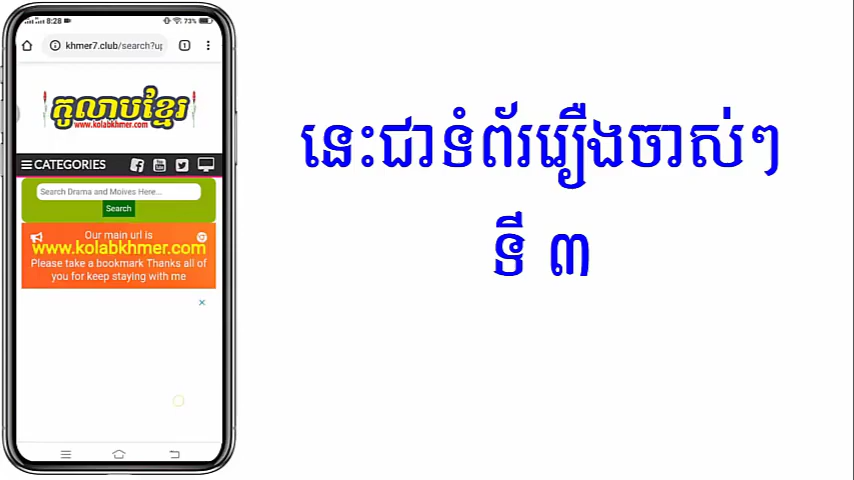 8:28
73%
khmer7.club/search?up
1
កូលាបខ្មែរ
www.kolabkhmer.com
CATEGORIES
Search Drama and Moives Here...
Search
Our main url is
www.kolabkhmer.com
Please take a bookmark Thanks all of
you for keep staying with me
នេះជាទំព័ររឿងចាស់ៗ
ទី ៣